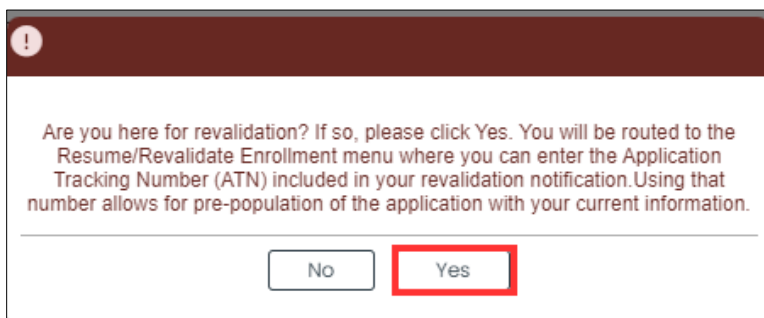 !
Are you here for revalidation? If so, please click Yes. You will be routed to the
Resume/Revalidate Enrollment menu where you can enter the Application
Tracking Number (ATN) included in your revalidation notification.Using that
number allows for pre-population of the application with your current information.
No Yes